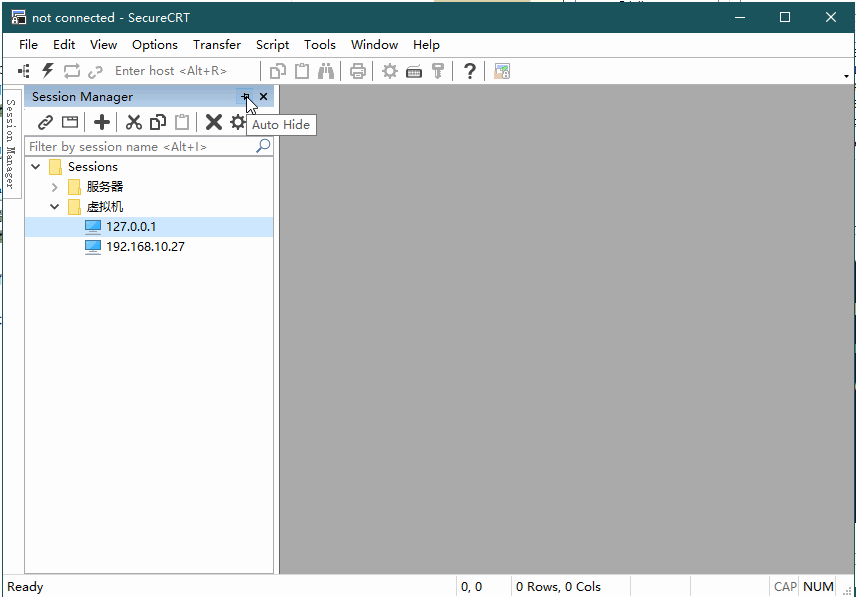 not connected - SecureCRT
File Edit View Options Transfer Script Tools Window Help
Enter host <Alt+R>
Session Manager
Session Manager
Auto Hide
Filter by session name <Alt+I>
Sessions
服务器
虚拟机
127.0.0.1
192.168.10.27
Ready
0, 0
0 Rows, 0 Cols
CAP NUM